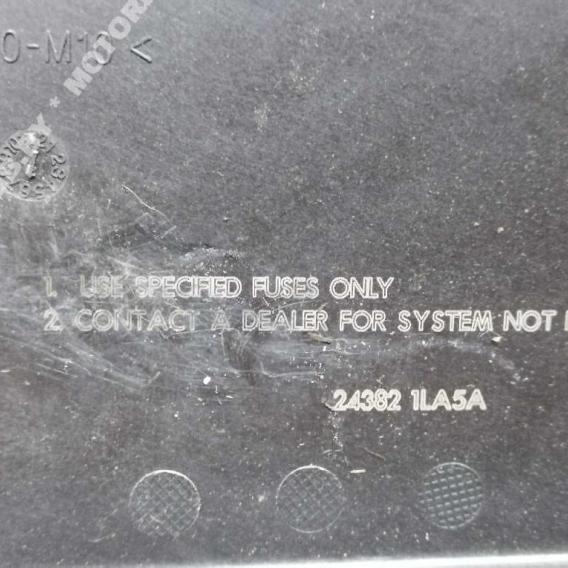 0-M10<
1. USE SPECIFIED FUSES ONLY
2. CONTACT A DEALER FOR SYSTEM NOT
24382 1LA5A